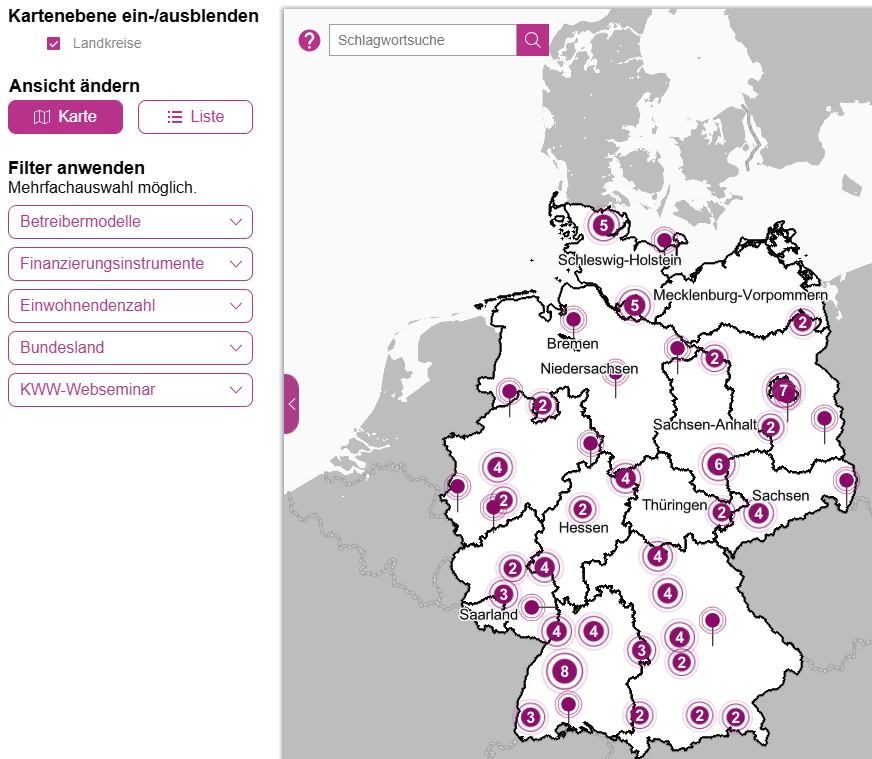 Kartenebene ein-/ausblenden
Landkreise
Ansicht ändern
Karte
Liste
Filter anwenden
Mehrfachauswahl möglich.
Betreibermodelle
Finanzierungsinstrumente
Einwohnendenzahl
Bundesland
KWW-Webseminar
?
Schlagwortsuche
5
Schleswig-Holstein
Mecklenburg-Vorpommern
5
2
Bremen
2
Niedersachsen
7
2
Sachsen-Anhalt
2
4
6
4
2
Sachsen
Thüringen
2
4
2
Hessen
4
2
4
3
4
Saarland
4
4
4
3
2
8
3
2
2
2